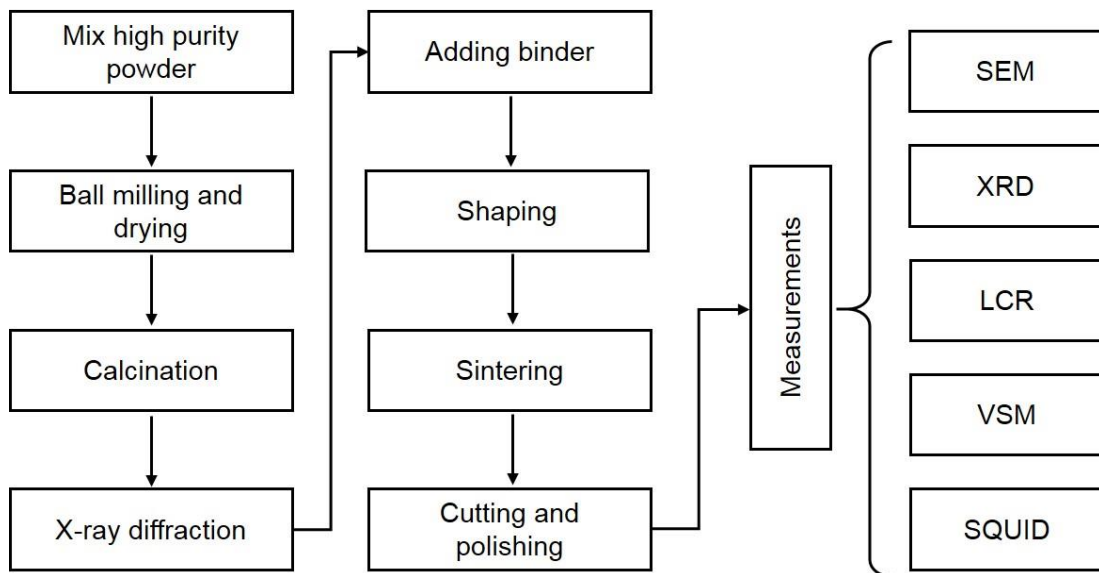 Mix high purity
powder
Ball milling and
drying
Calcination
X-ray diffraction
Adding binder
Shaping
Sintering
Cutting and
polishing
Measurements
SEM
XRD
LCR
VSM
SQUID